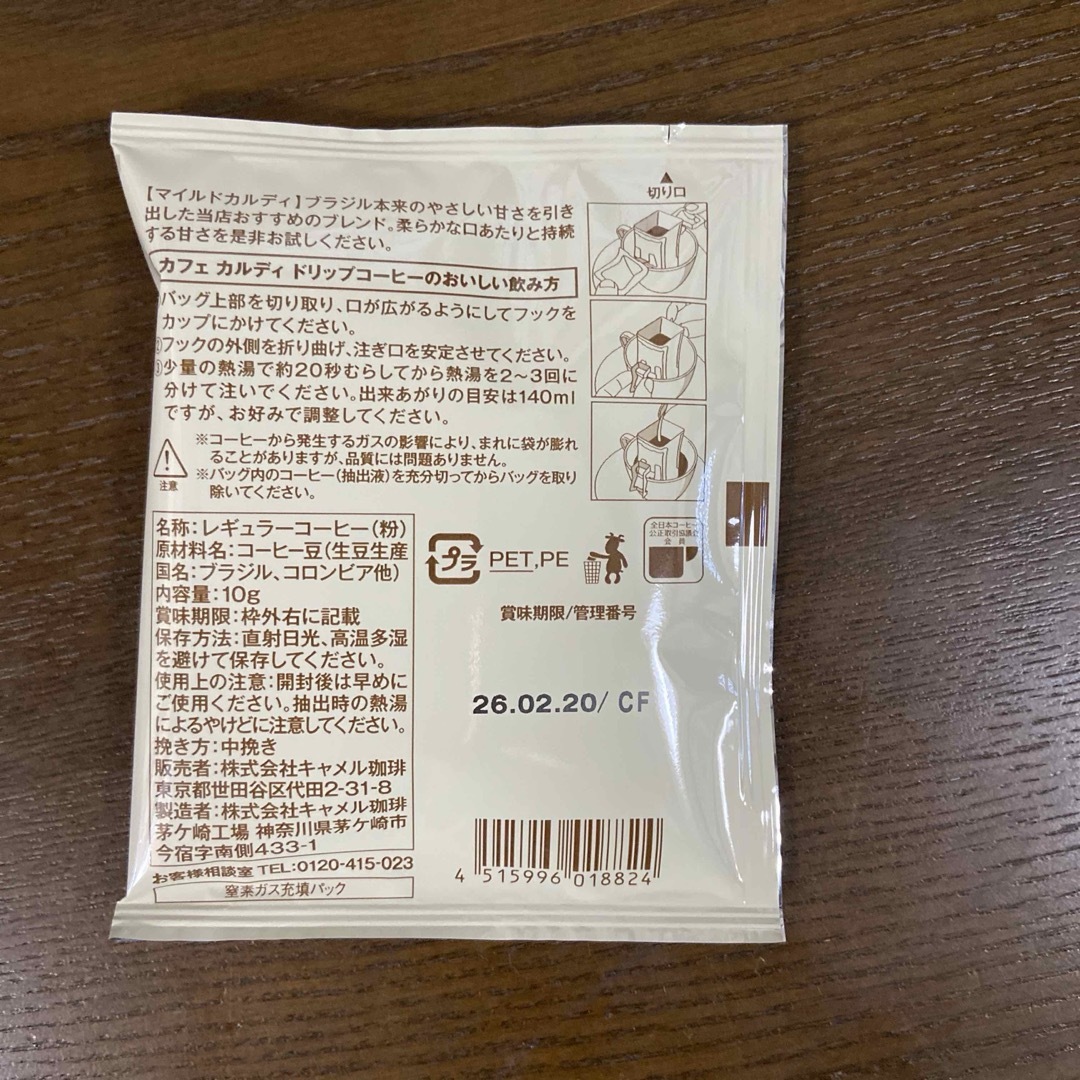 切り口
【マイルドカルディ】ブラジル本来のやさしい甘さを引き
出した当店おすすめのブレンド。柔らかな口あたりと持続
する甘さを是非お試しください。
カフェ カルディ ドリップコーヒーのおいしい飲み方
バッグ上部を切り取り、口が広がるようにしてフックを
カップにかけてください。
②フックの外側を折り曲げ、注ぎ口を安定させてください。
③少量の熱湯で約20秒むらしてから熱湯を2〜3回に
分けて注いでください。出来あがりの目安は140ml
ですが、お好みで調整してください。
注意
※コーヒーから発生するガスの影響により、まれに袋が膨れ
ることがありますが、品質には問題ありません。
※バッグ内のコーヒー(抽出液)を充分切ってからバッグを取り
除いてください。
名称:レギュラーコーヒー(粉)
原材料名:コーヒー豆(生豆生産
国名:ブラジル、コロンビア他)
内容量:10g
賞味期限:枠外右に記載
保存方法:直射日光、高温多湿
を避けて保存してください。
使用上の注意:開封後は早めに
ご使用ください。抽出時の熱湯
によるやけどに注意してください。
挽き方:中挽き
販売者:株式会社キャメル珈琲
東京都世田谷区代田2-31-8
製造者:株式会社キャメル珈琲
茅ケ崎工場 神奈川県茅ケ崎市
今宿字南側433-1
お客様相談室 TEL:0120-415-023
窒素ガス充填パック
プラ PET,PE
全日本コーヒー
公正取引協議会
会員
賞味期限/管理番号
26.02.20/ CF
4 515996 018824